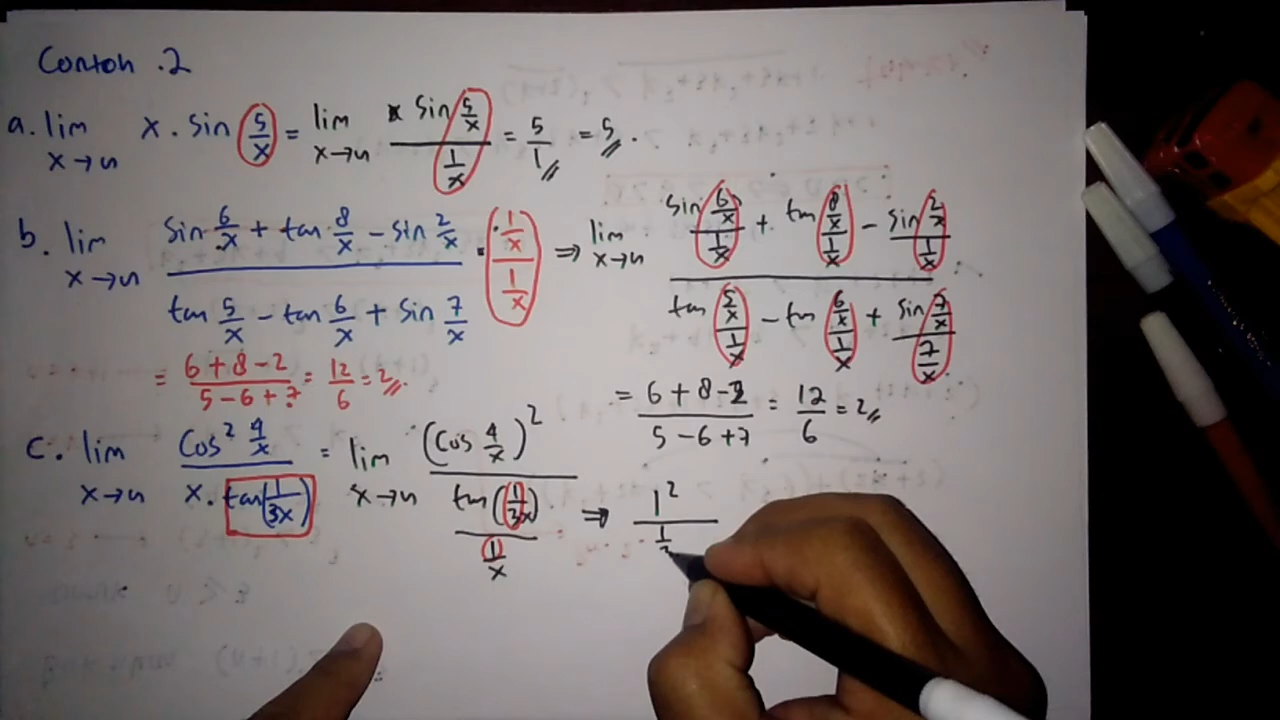 Contoh .2
a. lim x→n x . sin 5/x = lim x→n x sin 5/x / 1/x = 5/1 = 5 .
b. lim x→n (sin 6/x + tan 8/x − sin 2/x) / (tan 5/x − tan 6/x + sin 7/x) . (1/x) / (1/x) ⇒ lim x→n (sin 6/x / 1/x + tan 8/x / 1/x − sin 2/x / 1/x) / (tan 5/x / 1/x − tan 6/x / 1/x + sin 7/x / 7/x)
= (6+8−2) / (5−6+7) = 12/6 = 2 .
= (6+8−2) / (5−6+7) = 12/6 = 2
c. lim x→n cos² 4/x / x . tan(1/3x) = lim x→n (cos 4/x)² / (tan(1/3x) / 1/x) ⇒ 1² / 1/